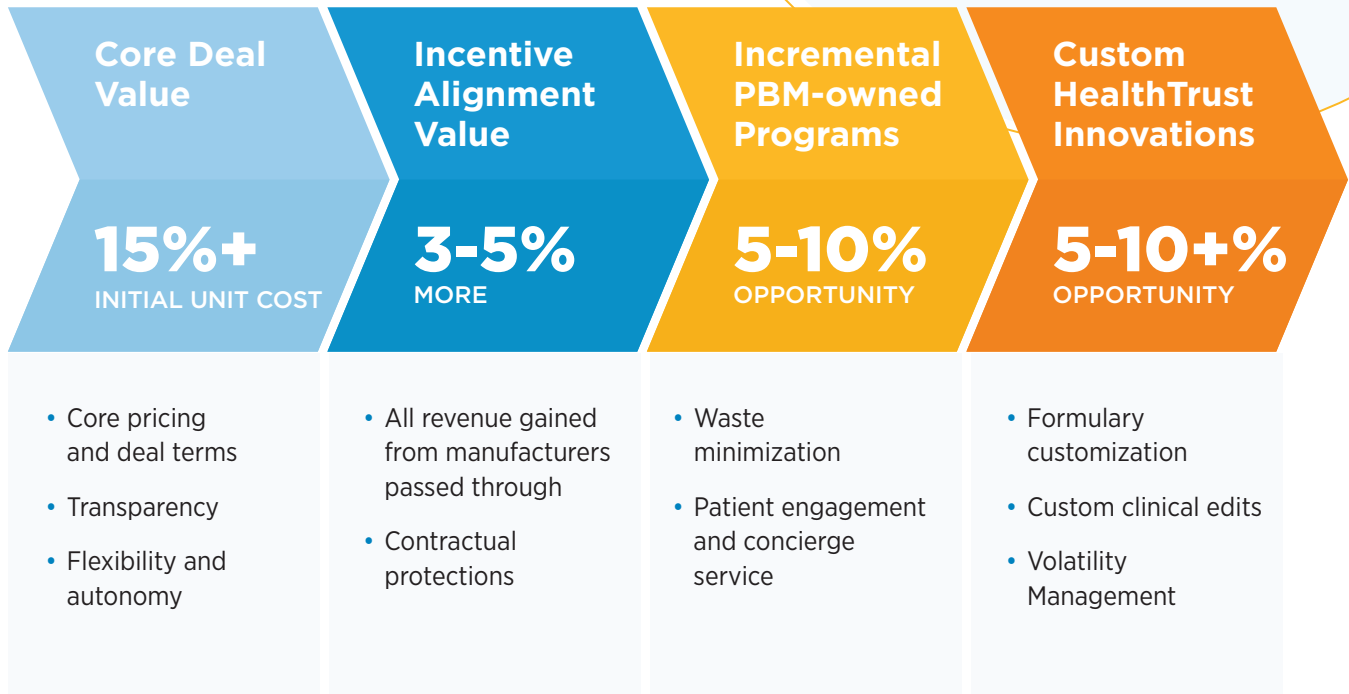 Core Deal
Value
15%+
INITIAL UNIT COST
• Core pricing
and deal terms
• Transparency
• Flexibility and
autonomy
Incentive
Alignment
Value
3-5%
MORE
• All revenue gained
from manufacturers
passed through
• Contractual
protections
Incremental
PBM-owned
Programs
5-10%
OPPORTUNITY
• Waste
minimization
• Patient engagement
and concierge
service
Custom
HealthTrust
Innovations
5-10+%
OPPORTUNITY
• Formulary
customization
• Custom clinical edits
• Volatility
Management